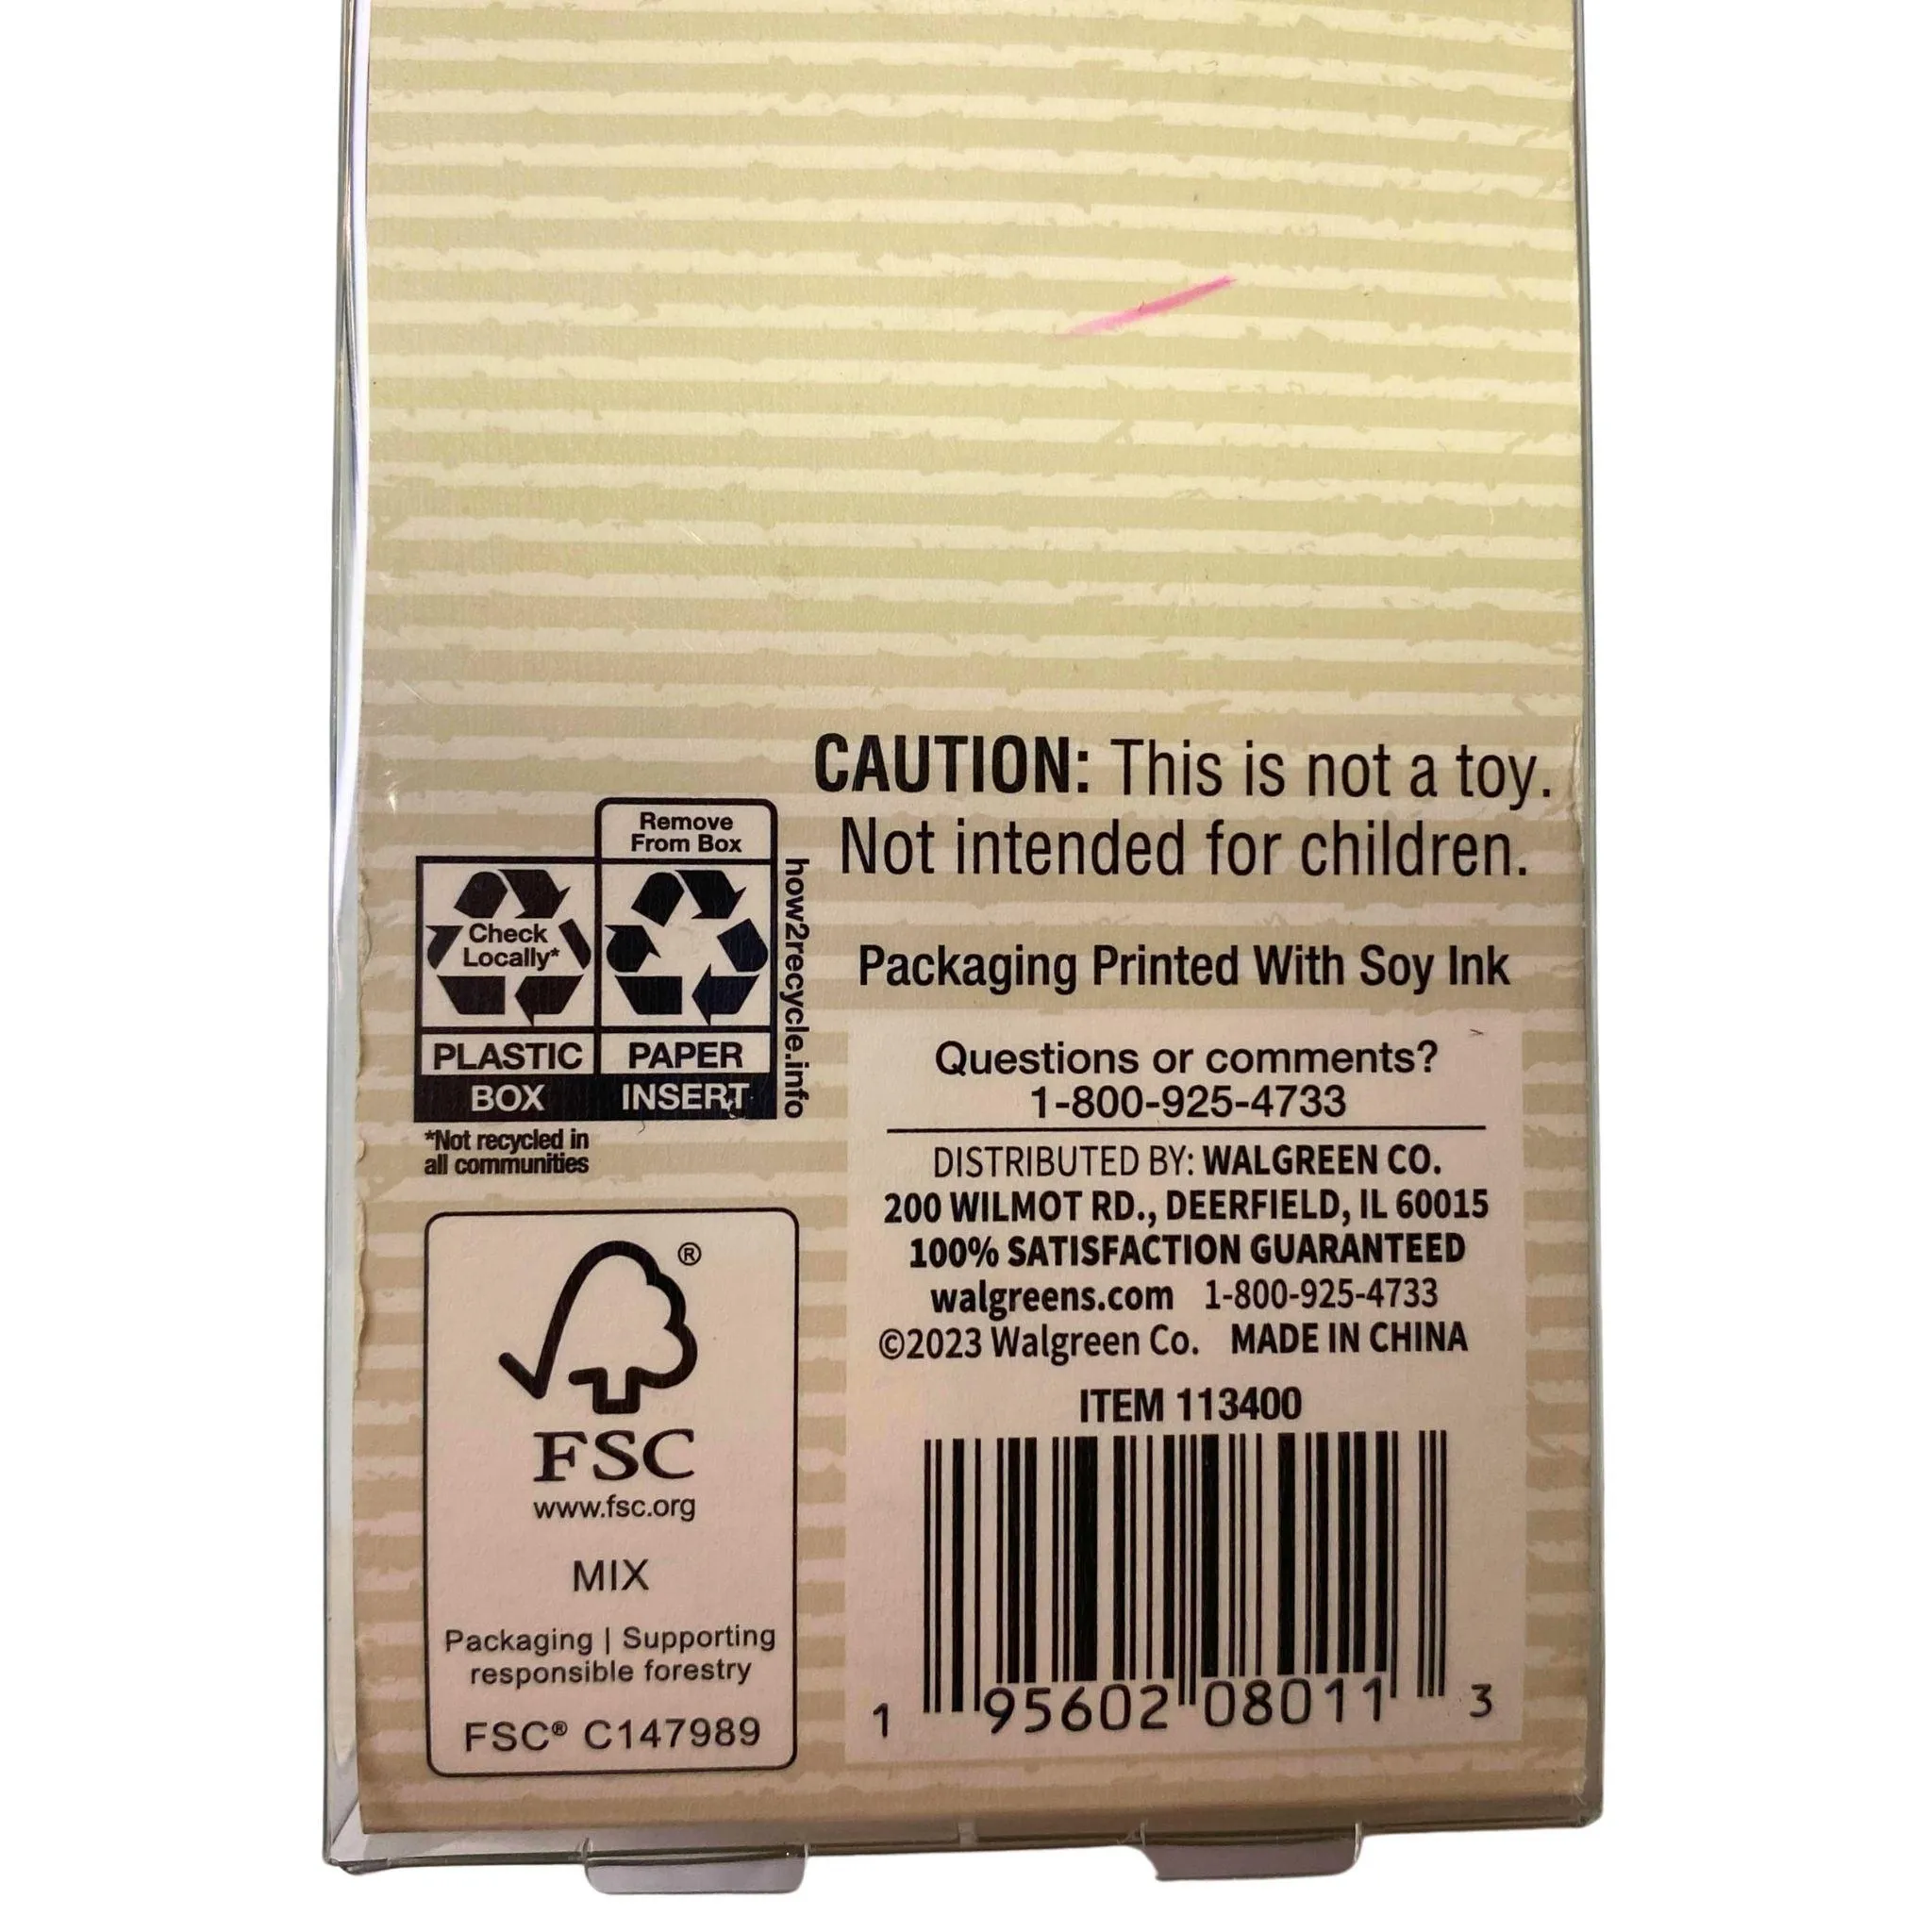 CAUTION: This is not a toy.
Not intended for children.
Packaging Printed With Soy Ink
Remove
From Box
Check
Locally*
PLASTIC
PAPER
BOX
INSERT
how2recycle.info
*Not recycled in
all communities
Questions or comments?
1-800-925-4733
DISTRIBUTED BY: WALGREEN CO.
200 WILMOT RD., DEERFIELD, IL 60015
100% SATISFACTION GUARANTEED
walgreens.com 1-800-925-4733
©2023 Walgreen Co. MADE IN CHINA
ITEM 113400
1 95602 08011 3
®
FSC
www.fsc.org
MIX
Packaging | Supporting
responsible forestry
FSC® C147989